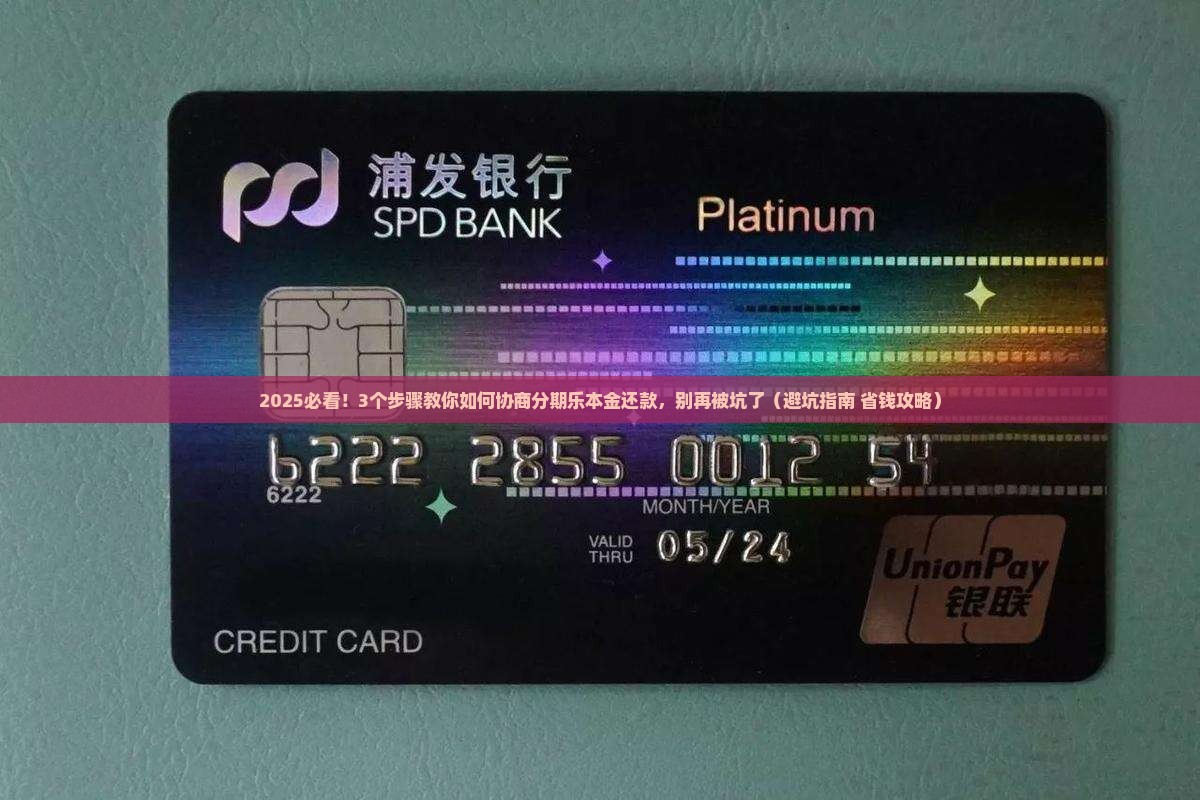 浦发银行
SPD BANK
Platinum
2025必看！3个步骤教你如何协商分期乐本金还款，别再被坑了（避坑指南 省钱攻略）
6222 2855 0012 54
6222
MONTH/YEAR
VALID THRU 05/24
UnionPay
银联
CREDIT CARD